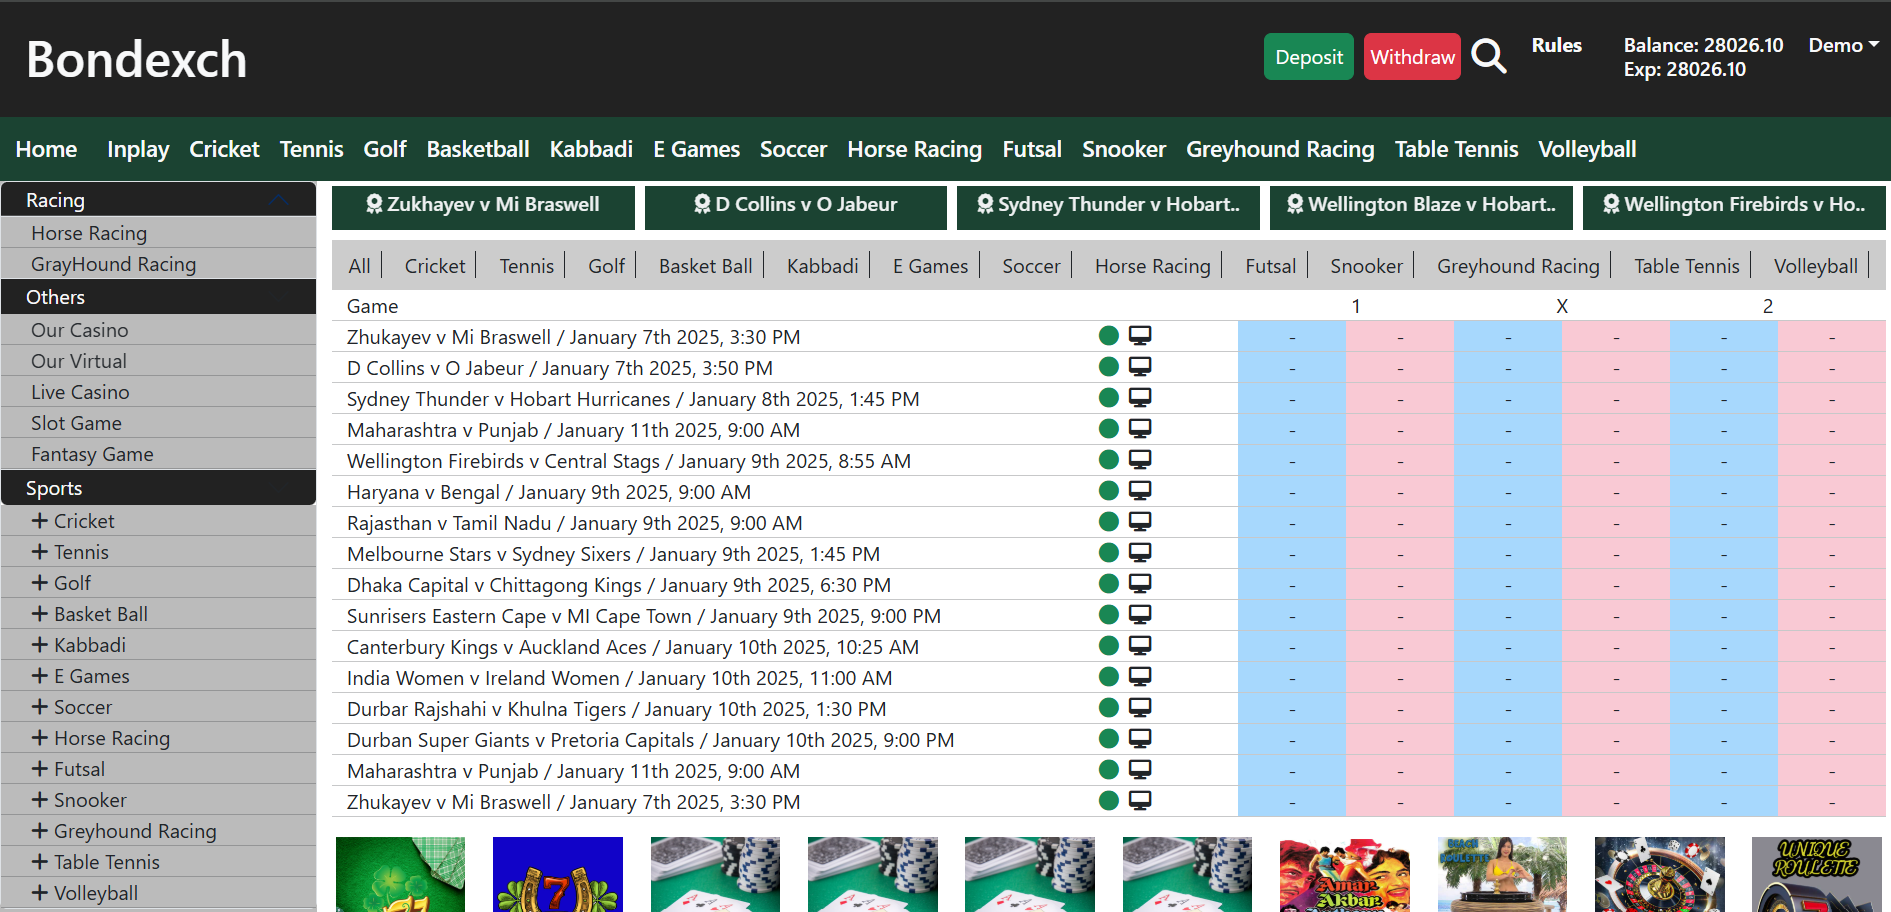 Bondexch
Deposit
Withdraw
Rules
Balance: 28026.10
Exp: 28026.10
Demo
Home Inplay Cricket Tennis Golf Basketball Kabbadi E Games Soccer Horse Racing Futsal Snooker Greyhound Racing Table Tennis Volleyball
Racing
Horse Racing
GrayHound Racing
Others
Our Casino
Our Virtual
Live Casino
Slot Game
Fantasy Game
Sports
Cricket
Tennis
Golf
Basket Ball
Kabbadi
E Games
Soccer
Horse Racing
Futsal
Snooker
Greyhound Racing
Table Tennis
Volleyball
Zukhayev v Mi Braswell
D Collins v O Jabeur
Sydney Thunder v Hobart..
Wellington Blaze v Hobart..
Wellington Firebirds v Ho..
All Cricket Tennis Golf Basket Ball Kabbadi E Games Soccer Horse Racing Futsal Snooker Greyhound Racing Table Tennis Volleyball
Game 1 X 2
Zhukayev v Mi Braswell / January 7th 2025, 3:30 PM - - - - - -
D Collins v O Jabeur / January 7th 2025, 3:50 PM - - - - - -
Sydney Thunder v Hobart Hurricanes / January 8th 2025, 1:45 PM - - - - - -
Maharashtra v Punjab / January 11th 2025, 9:00 AM - - - - - -
Wellington Firebirds v Central Stags / January 9th 2025, 8:55 AM - - - - - -
Haryana v Bengal / January 9th 2025, 9:00 AM - - - - - -
Rajasthan v Tamil Nadu / January 9th 2025, 9:00 AM - - - - - -
Melbourne Stars v Sydney Sixers / January 9th 2025, 1:45 PM - - - - - -
Dhaka Capital v Chittagong Kings / January 9th 2025, 6:30 PM - - - - - -
Sunrisers Eastern Cape v MI Cape Town / January 9th 2025, 9:00 PM - - - - - -
Canterbury Kings v Auckland Aces / January 10th 2025, 10:25 AM - - - - - -
India Women v Ireland Women / January 10th 2025, 11:00 AM - - - - - -
Durbar Rajshahi v Khulna Tigers / January 10th 2025, 1:30 PM - - - - - -
Durban Super Giants v Pretoria Capitals / January 10th 2025, 9:00 PM - - - - - -
Maharashtra v Punjab / January 11th 2025, 9:00 AM - - - - - -
Zhukayev v Mi Braswell / January 7th 2025, 3:30 PM - - - - - -
7
Amar
Akbar
BEACH
ROULETTE
UNIQUE
ROULETTE